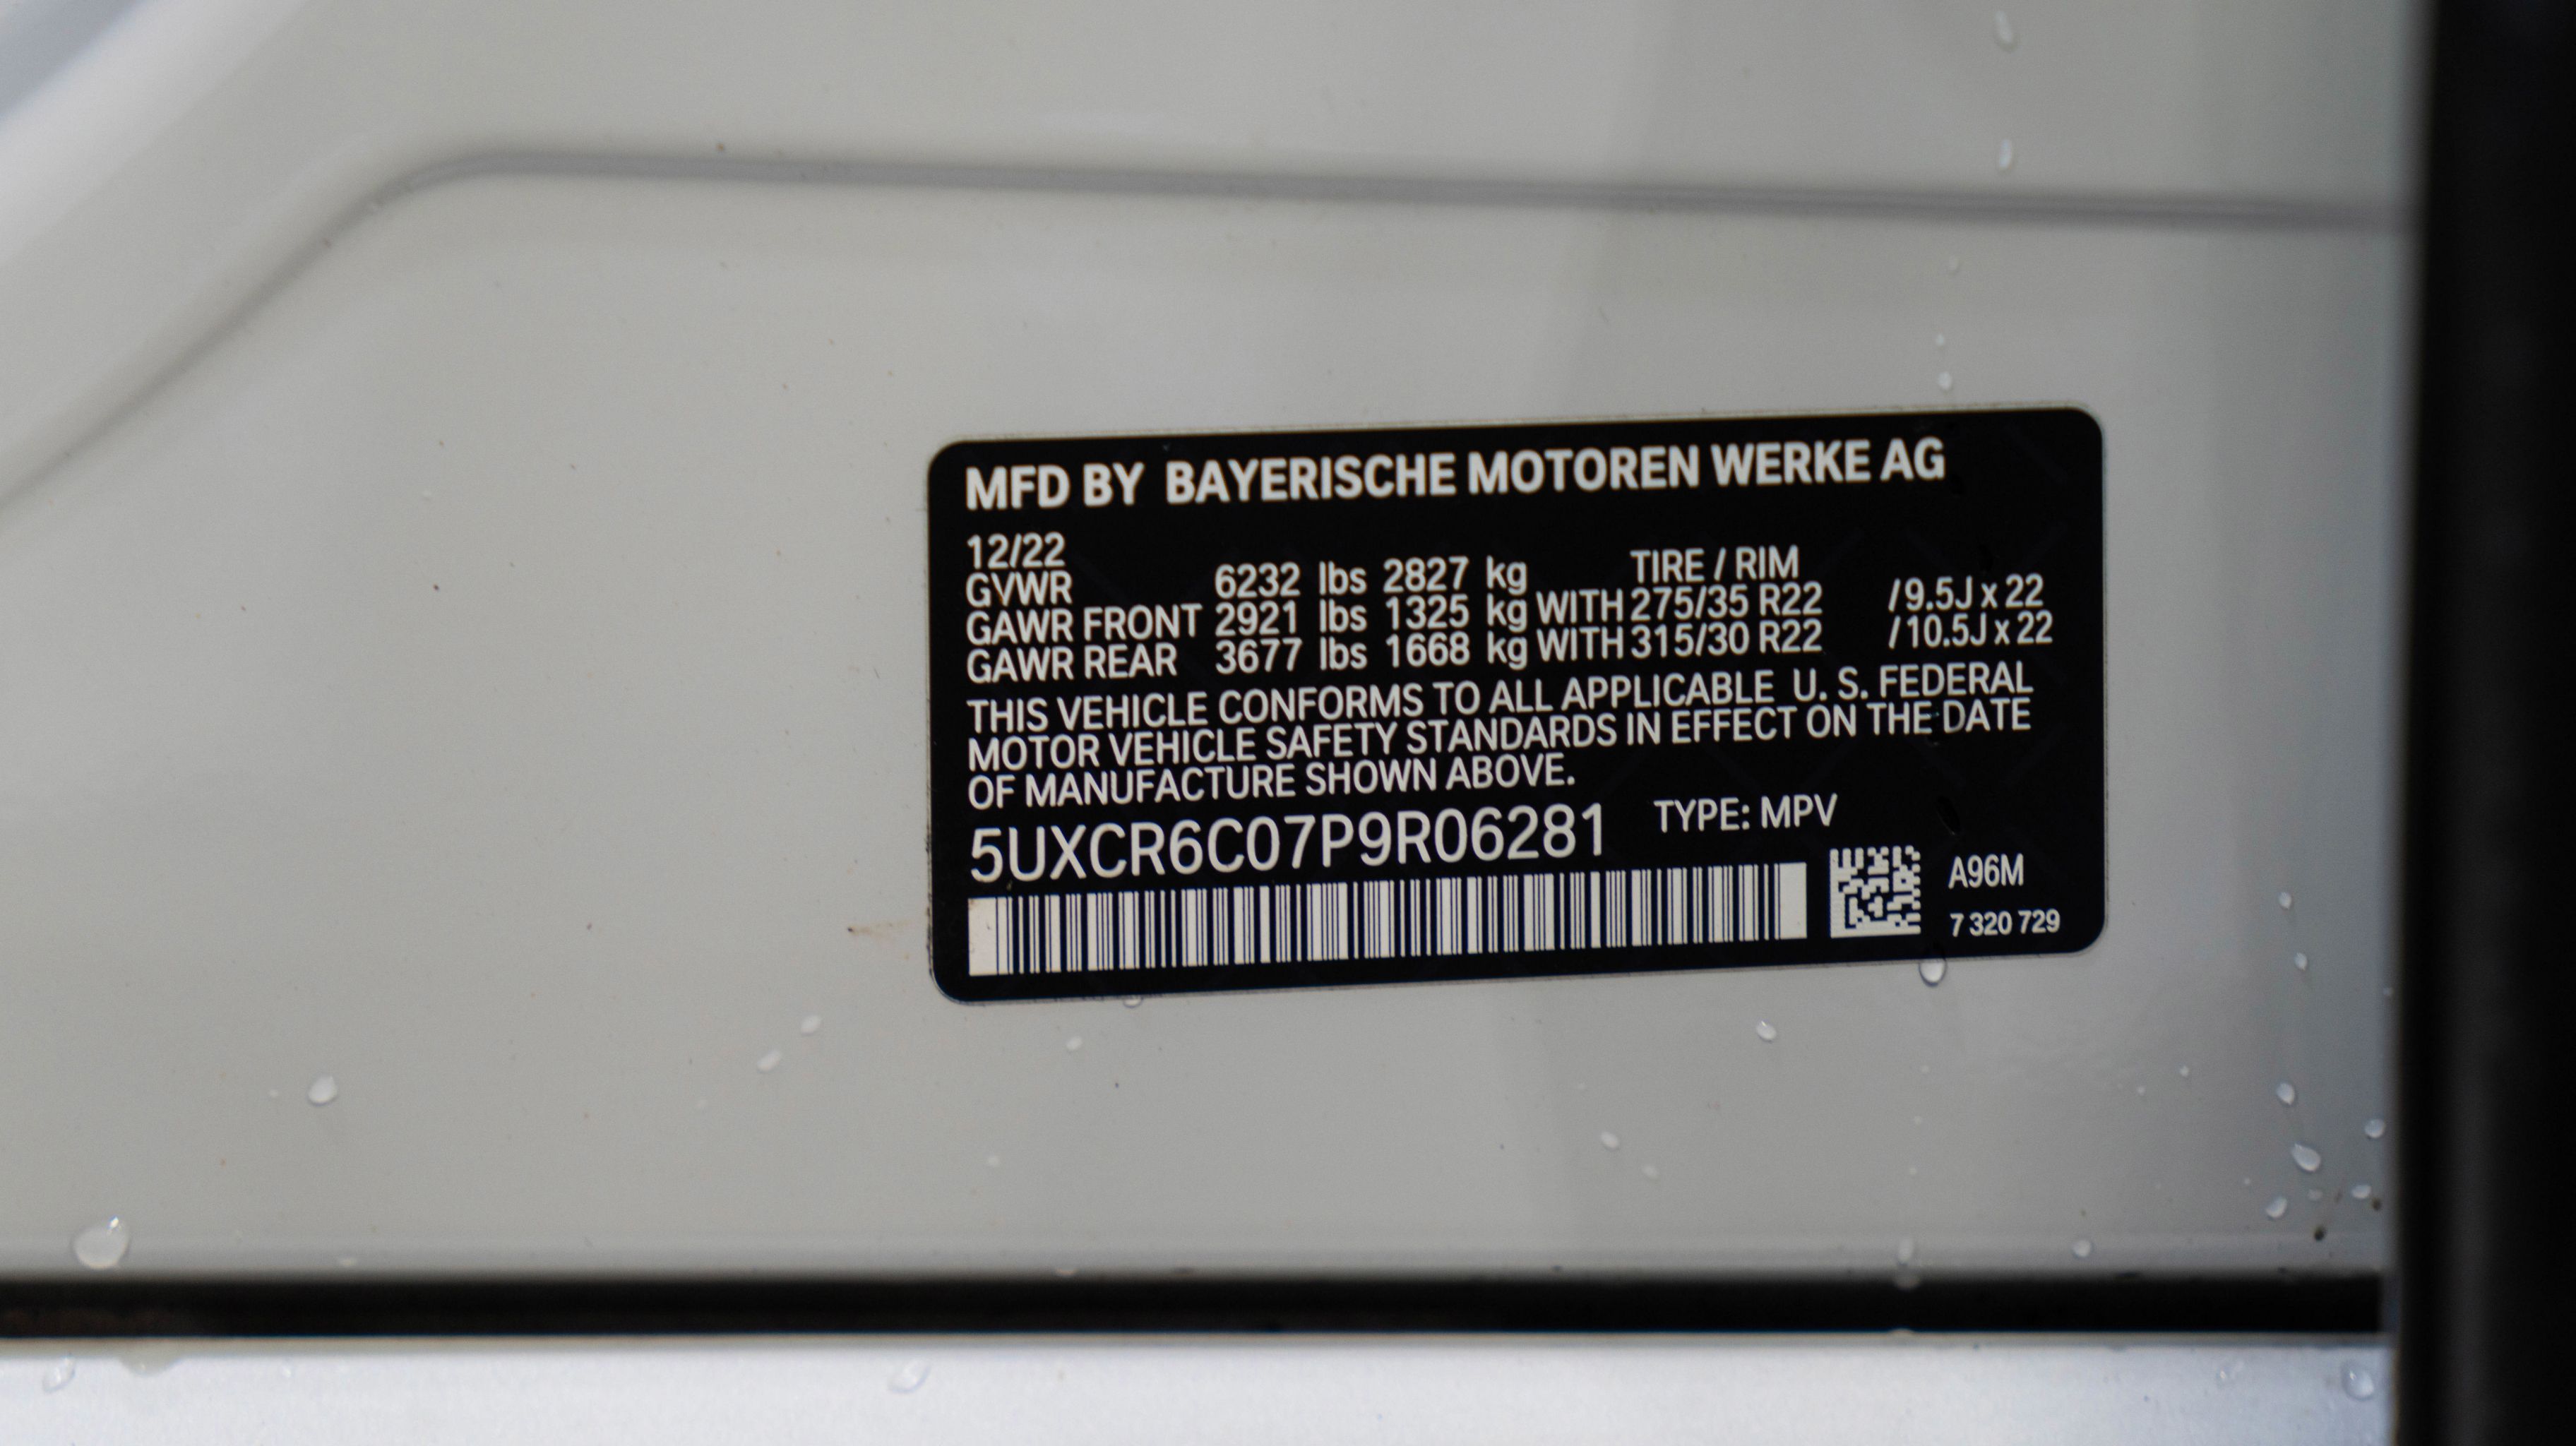 MFD BY BAYERISCHE MOTOREN WERKE AG
12/22 TIRE / RIM
GVWR 6232 lbs 2827 kg
GAWR FRONT 2921 lbs 1325 kg WITH 275/35 R22 / 9.5J x 22
GAWR REAR 3677 lbs 1668 kg WITH 315/30 R22 / 10.5J x 22
THIS VEHICLE CONFORMS TO ALL APPLICABLE U. S. FEDERAL
MOTOR VEHICLE SAFETY STANDARDS IN EFFECT ON THE DATE
OF MANUFACTURE SHOWN ABOVE.
5UXCR6C07P9R06281 TYPE: MPV
A96M
7 320 729